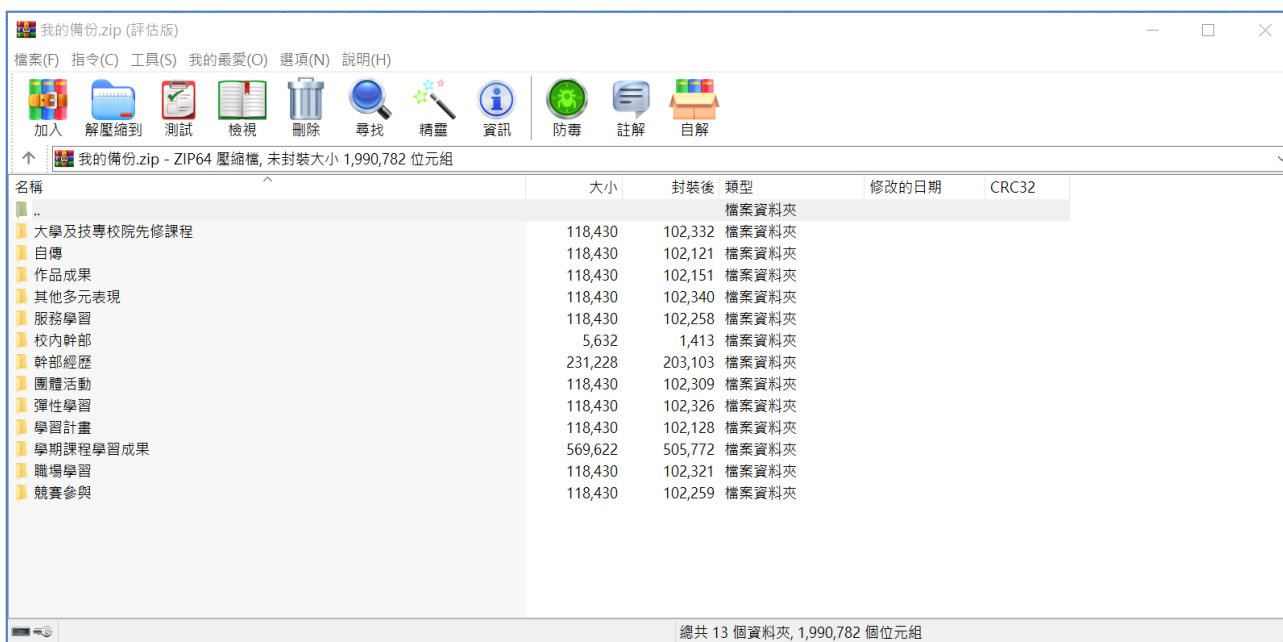 我的備份.zip (評估版)
檔案(F) 指令(C) 工具(S) 我的最愛(O) 選項(N) 說明(H)
加入 解壓縮到 測試 檢視 刪除 尋找 精靈 資訊 防毒 註解 自解
我的備份.zip - ZIP64 壓縮檔, 未封裝大小 1,990,782 位元組
名稱 大小 封裝後 類型 修改的日期 CRC32
.. 檔案資料夾
大學及技專校院先修課程 118,430 102,332 檔案資料夾
自傳 118,430 102,121 檔案資料夾
作品成果 118,430 102,151 檔案資料夾
其他多元表現 118,430 102,340 檔案資料夾
服務學習 118,430 102,258 檔案資料夾
校內幹部 5,632 1,413 檔案資料夾
幹部經歷 231,228 203,103 檔案資料夾
團體活動 118,430 102,309 檔案資料夾
彈性學習 118,430 102,326 檔案資料夾
學習計畫 118,430 102,128 檔案資料夾
學期課程學習成果 569,622 505,772 檔案資料夾
職場學習 118,430 102,321 檔案資料夾
競賽參與 118,430 102,259 檔案資料夾
總共 13 個資料夾, 1,990,782 個位元組